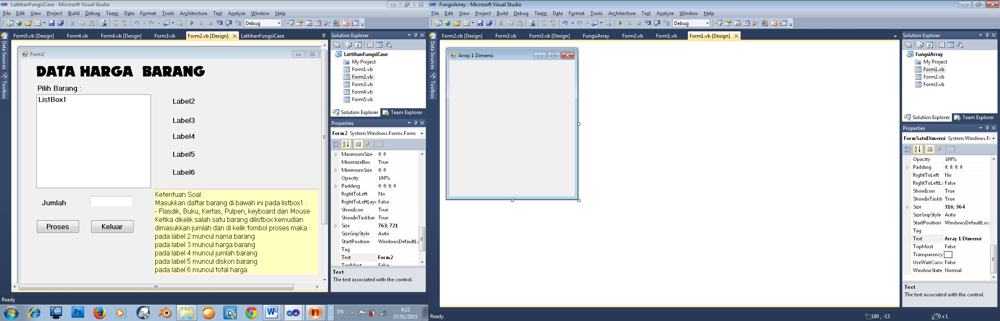 LattihanFungsiCase - Microsoft Visual Studio
File Edit View Project Build Debug Team Data Format Tools Architecture Test Analyze Window Help
Debug
Form5.vb [Design] Form4.vb Form4.vb [Design] Form3.vb Form2.vb [Design] LattihanFungsiCase
Data Sources
Toolbox
Form2
DATA HARGA BARANG
Pilih Barang :
ListBox1
Label2
Label3
Label4
Label5
Label6
Jumlah
Proses Keluar
Ketentuan Soal :
Masukkan daftar barang di bawah ini pada listbox1 :
- Flasdik, Buku, Kertas, Pulpen, keyboard dan Mouse
Ketika dikelik salah satu barang dilistbox kemudian
dimasukkan jumlah dan di kelik tombol proses maka :
pada label 2 muncul nama barang
pada label 3 muncul harga barang
pada label 4 muncul jumlah barang
pada label 5 muncul diskon barang
pada label 6 muncul total harga
Solution Explorer
LattihanFungsiCase
My Project
Form1.vb
Form2.vb
Form3.vb
Form4.vb
Form5.vb
Solution Explorer Team Explorer
Properties
Form2 System.Windows.Forms.Form
MaximumSize 0; 0
MinimizeBox True
MinimumSize 0; 0
Opacity 100%
Padding 0; 0; 0; 0
RightToLeft No
RightToLeftLay False
ShowIcon True
ShowInTaskbar True
Size 763; 721
SizeGripStyle Auto
StartPosition WindowsDefaultLo
Tag
Text Form2
TopMost False
Text
The text associated with the control.
Ready
KMP
Ps
W
n
EN
9:22
27/01/2015
FungsiArray - Microsoft Visual Studio
File Edit View Project Build Debug Team Data Format Tools Architecture Test Analyze Window Help
Debug
Form2.vb [Design] Form3.vb Form3.vb [Design] FungsiArray Form2.vb Form1.vb Form1.vb [Design]
Data Sources
Toolbox
Array 1 Dimensi
Solution Explorer
FungsiArray
My Project
Form1.vb
Form2.vb
Form3.vb
Solution Explorer Team Explorer
Properties
FormSatuDimensi System.Windows.Fo
Opacity 100%
Padding 0; 0; 0; 0
RightToLeft No
RightToLeftLa False
ShowIcon True
ShowInTaskb True
Size 316; 364
SizeGripStyle Auto
StartPosition WindowsDefaultLoca
Tag
Text Array 1 Dimensi
TopMost False
Transparency
UseWaitCurso False
WindowState Normal
Text
The text associated with the control.
Ready
180 , -13
0 x 1